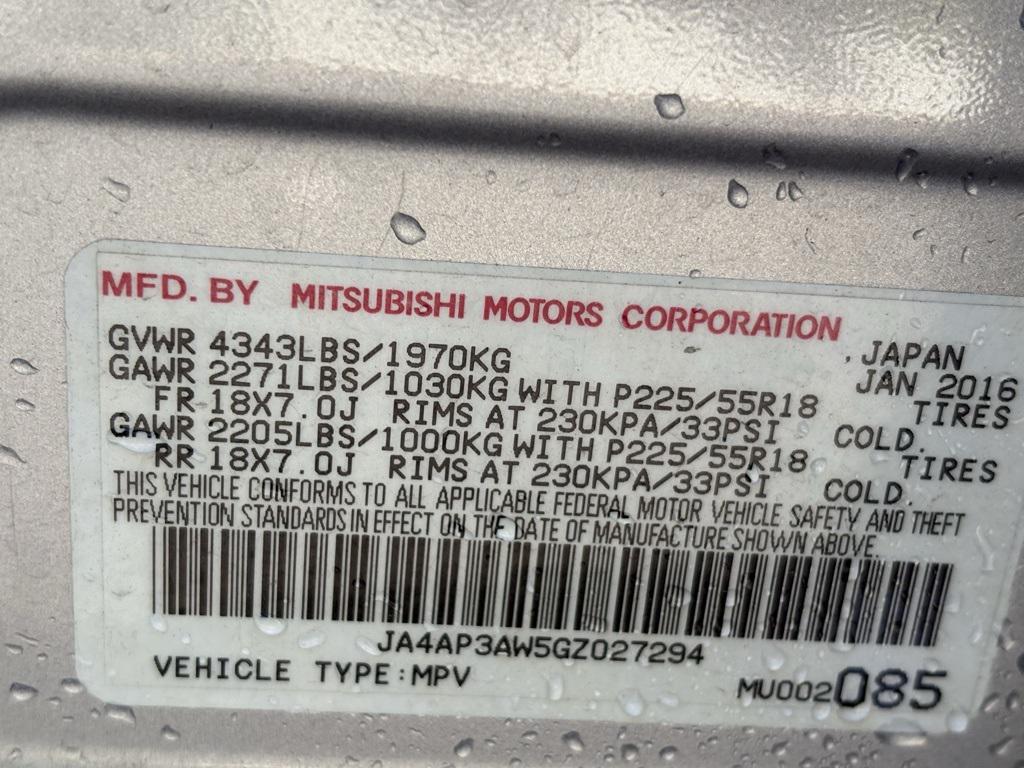 MFD. BY MITSUBISHI MOTORS CORPORATION
GVWR 4343LBS/1970KG JAPAN
GAWR 2271LBS/1030KG WITH P225/55R18 JAN 2016
FR 18X7.0J RIMS AT 230KPA/33PSI TIRES
GAWR 2205LBS/1000KG WITH P225/55R18 COLD.
RR 18X7.0J RIMS AT 230KPA/33PSI TIRES
COLD.
THIS VEHICLE CONFORMS TO ALL APPLICABLE FEDERAL MOTOR VEHICLE SAFETY AND THEFT
PREVENTION STANDARDS IN EFFECT ON THE DATE OF MANUFACTURE SHOWN ABOVE.
JA4AP3AW5GZ027294
VEHICLE TYPE:MPV MU002 085